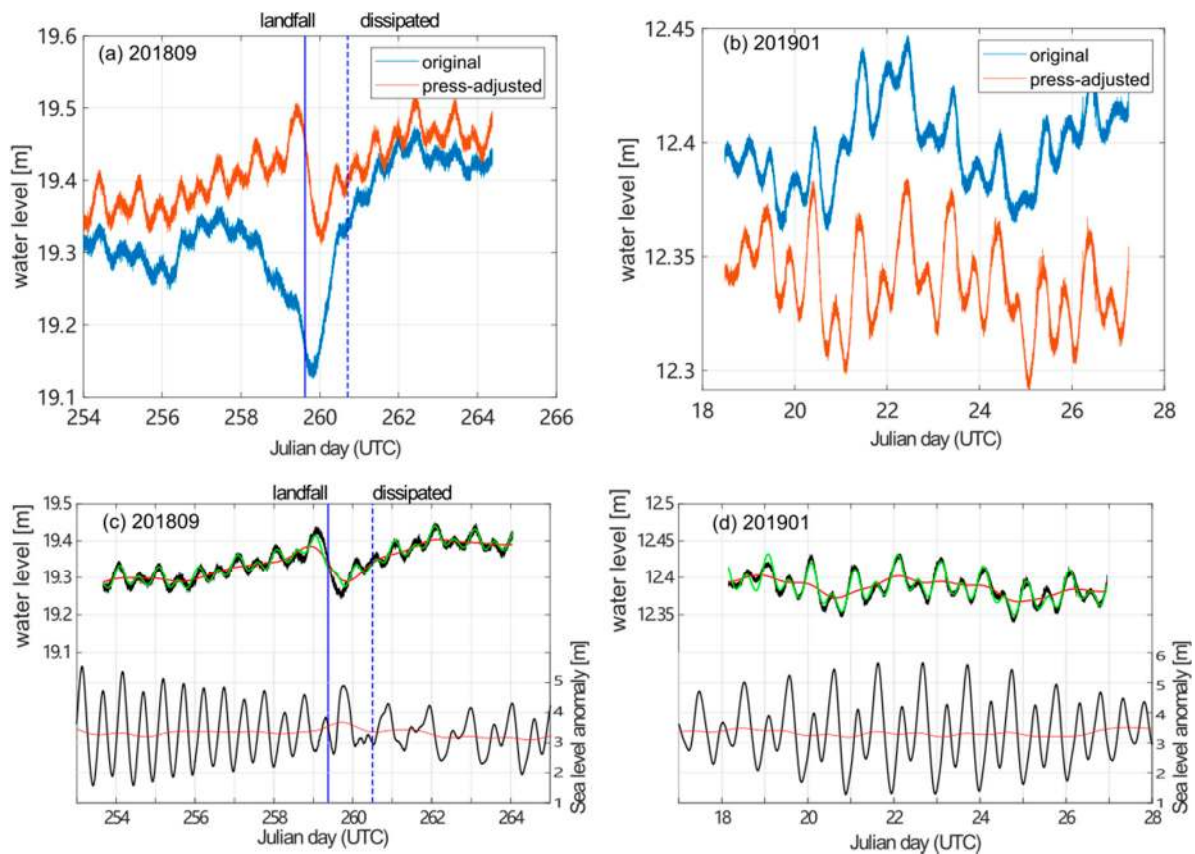 landfall dissipated
(a) 201809
original
press-adjusted
19.6
19.5
19.4
19.3
19.2
19.1
water level [m]
254 256 258 260 262 264 266
Julian day (UTC)
(b) 201901
original
press-adjusted
12.45
12.4
12.35
12.3
water level [m]
18 20 22 24 26 28
Julian day (UTC)
landfall dissipated
(c) 201809
19.5
19.4
19.3
19.2
19.1
water level [m]
5
4
3
2
1
Sea level anomaly [m]
254 256 258 260 262 264
Julian day (UTC)
(d) 201901
12.5
12.45
12.4
12.35
water level [m]
6
5
4
3
2
1
Sea level anomaly [m]
18 19 20 21 22 23 24 25 26 27 28
Julian day (UTC)